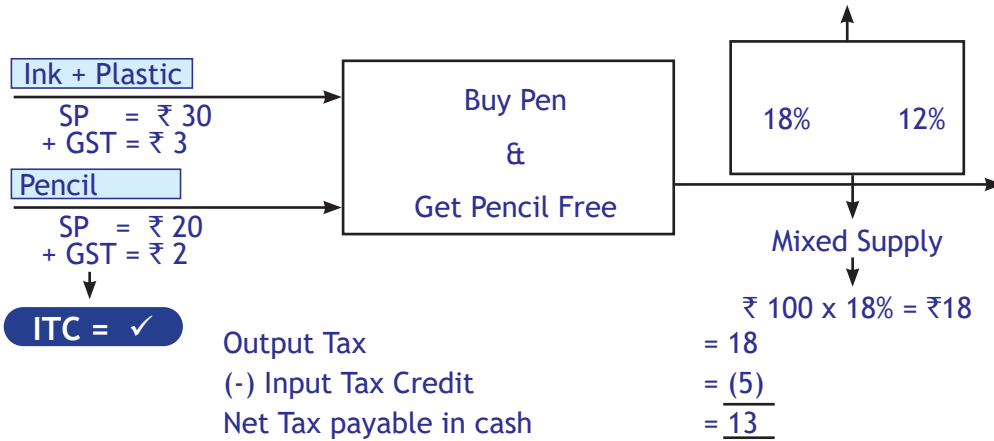 Ink + Plastic
SP = ₹ 30
+ GST = ₹ 3
Pencil
SP = ₹ 20
+ GST = ₹ 2
ITC = ✓
Buy Pen
&
Get Pencil Free
18% 12%
Mixed Supply
₹ 100 x 18% = ₹18
Output Tax = 18
(-) Input Tax Credit = (5)
Net Tax payable in cash = 13